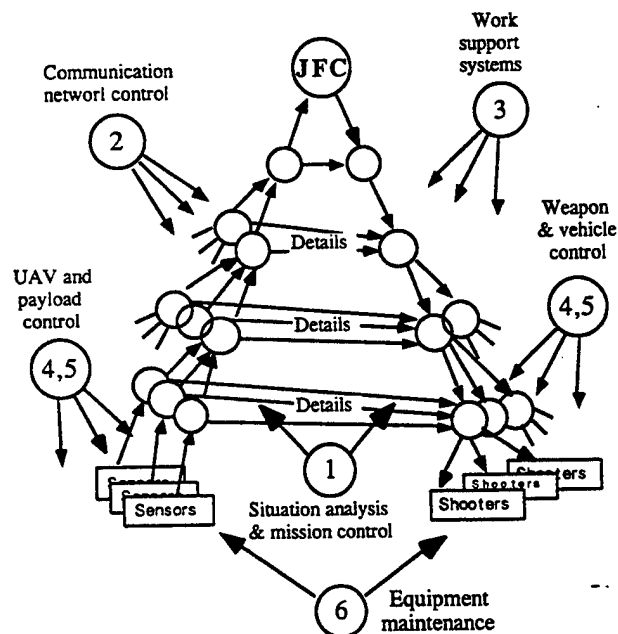 JFC
Work
support
systems
3
Communication
networl control
2
Details
Weapon
& vehicle
control
4,5
UAV and
payload
control
4,5
Details
Details
1
Situation analysis
& mission control
Sensors
Shooters
Shooters
Shooters
6
Equipment
maintenance